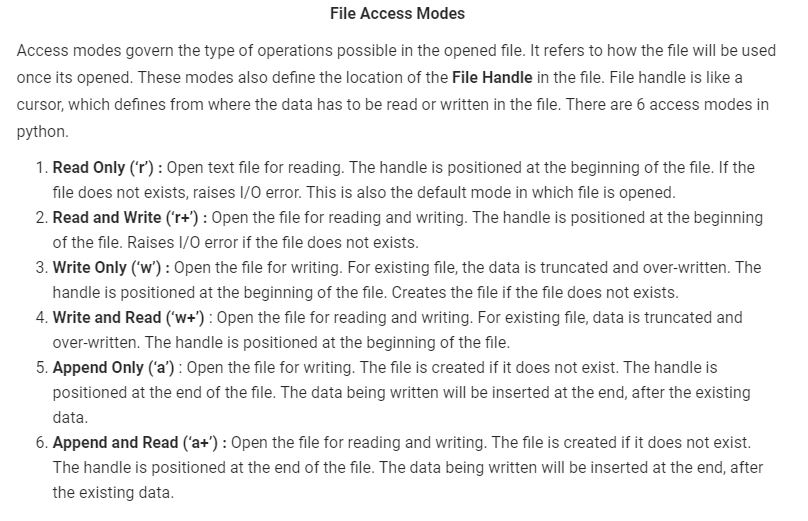 File Access Modes
Access modes govern the type of operations possible in the opened file. It refers to how the file will be used
once its opened. These modes also define the location of the File Handle in the file. File handle is like a
cursor, which defines from where the data has to be read or written in the file. There are 6 access modes in
python.
1. Read Only (‘r’) : Open text file for reading. The handle is positioned at the beginning of the file. If the
file does not exists, raises I/O error. This is also the default mode in which file is opened.
2. Read and Write (‘r+’) : Open the file for reading and writing. The handle is positioned at the beginning
of the file. Raises I/O error if the file does not exists.
3. Write Only (‘w’) : Open the file for writing. For existing file, the data is truncated and over-written. The
handle is positioned at the beginning of the file. Creates the file if the file does not exists.
4. Write and Read (‘w+’) : Open the file for reading and writing. For existing file, data is truncated and
over-written. The handle is positioned at the beginning of the file.
5. Append Only (‘a’) : Open the file for writing. The file is created if it does not exist. The handle is
positioned at the end of the file. The data being written will be inserted at the end, after the existing
data.
6. Append and Read (‘a+’) : Open the file for reading and writing. The file is created if it does not exist.
The handle is positioned at the end of the file. The data being written will be inserted at the end, after
the existing data.